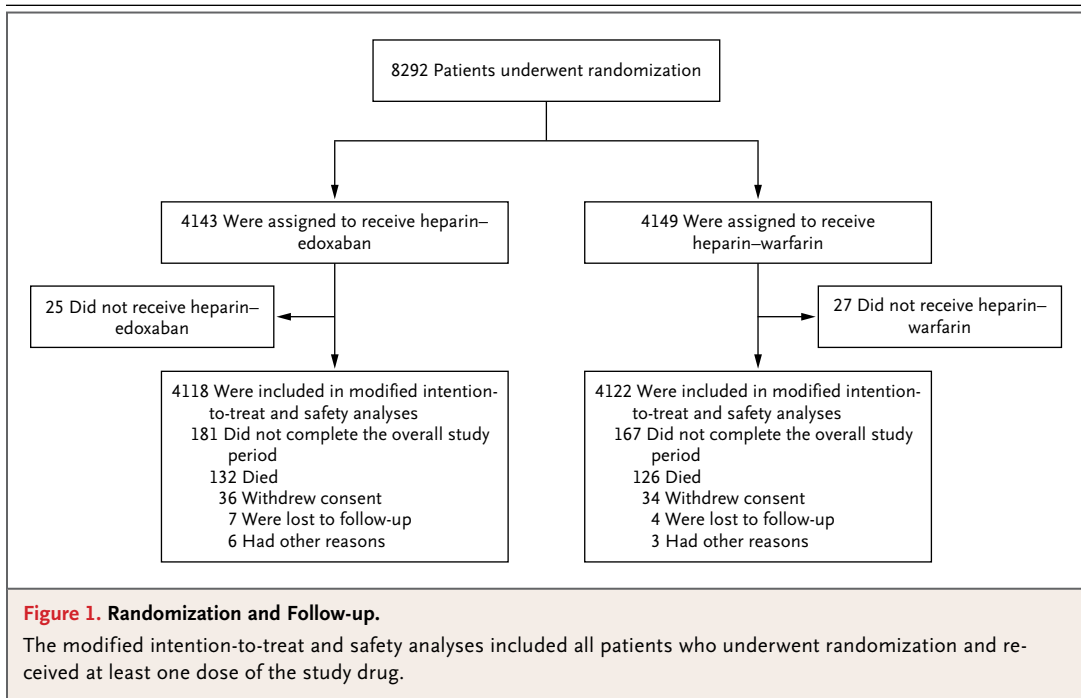 8292 Patients underwent randomization
4143 Were assigned to receive heparin–
edoxaban
4149 Were assigned to receive
heparin–warfarin
25 Did not receive heparin–
edoxaban
27 Did not receive heparin–
warfarin
4118 Were included in modified intention-
to-treat and safety analyses
181 Did not complete the overall study
period
132 Died
36 Withdrew consent
7 Were lost to follow-up
6 Had other reasons
4122 Were included in modified intention-
to-treat and safety analyses
167 Did not complete the overall study
period
126 Died
34 Withdrew consent
4 Were lost to follow-up
3 Had other reasons
Figure 1. Randomization and Follow-up.
The modified intention-to-treat and safety analyses included all patients who underwent randomization and re-
ceived at least one dose of the study drug.